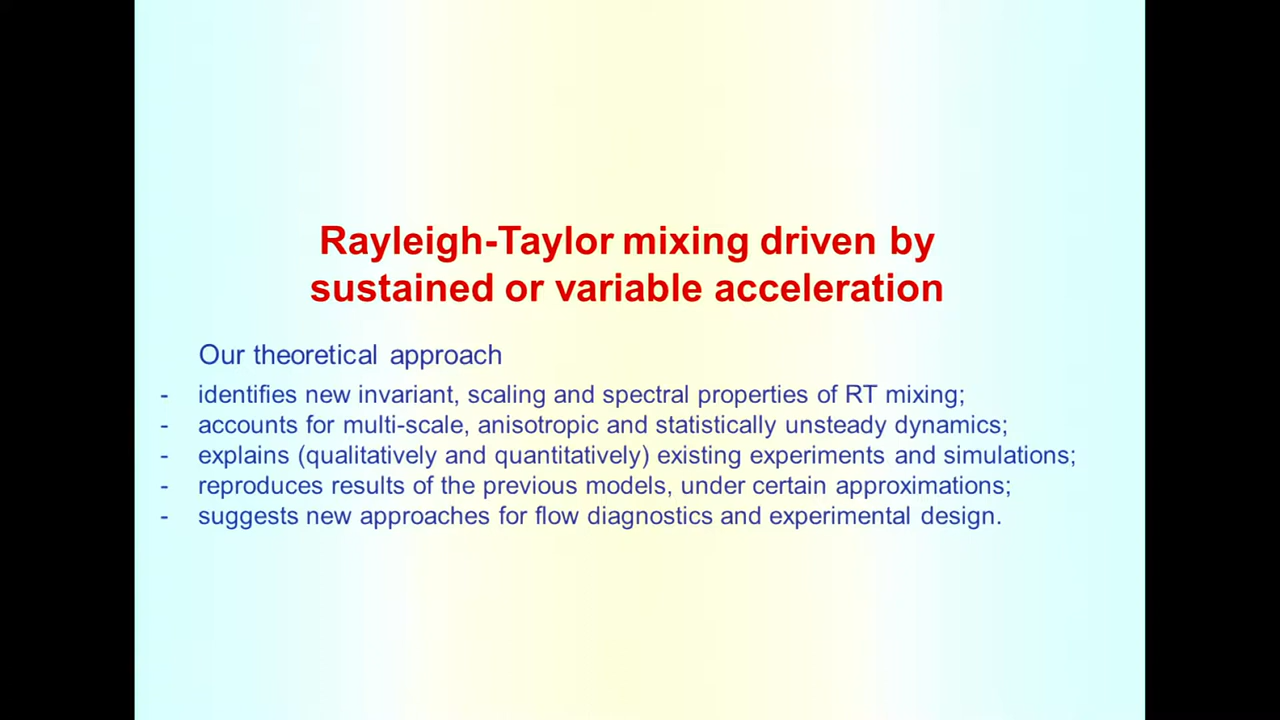 Rayleigh-Taylor mixing driven by
sustained or variable acceleration
Our theoretical approach
- identifies new invariant, scaling and spectral properties of RT mixing;
- accounts for multi-scale, anisotropic and statistically unsteady dynamics;
- explains (qualitatively and quantitatively) existing experiments and simulations;
- reproduces results of the previous models, under certain approximations;
- suggests new approaches for flow diagnostics and experimental design.